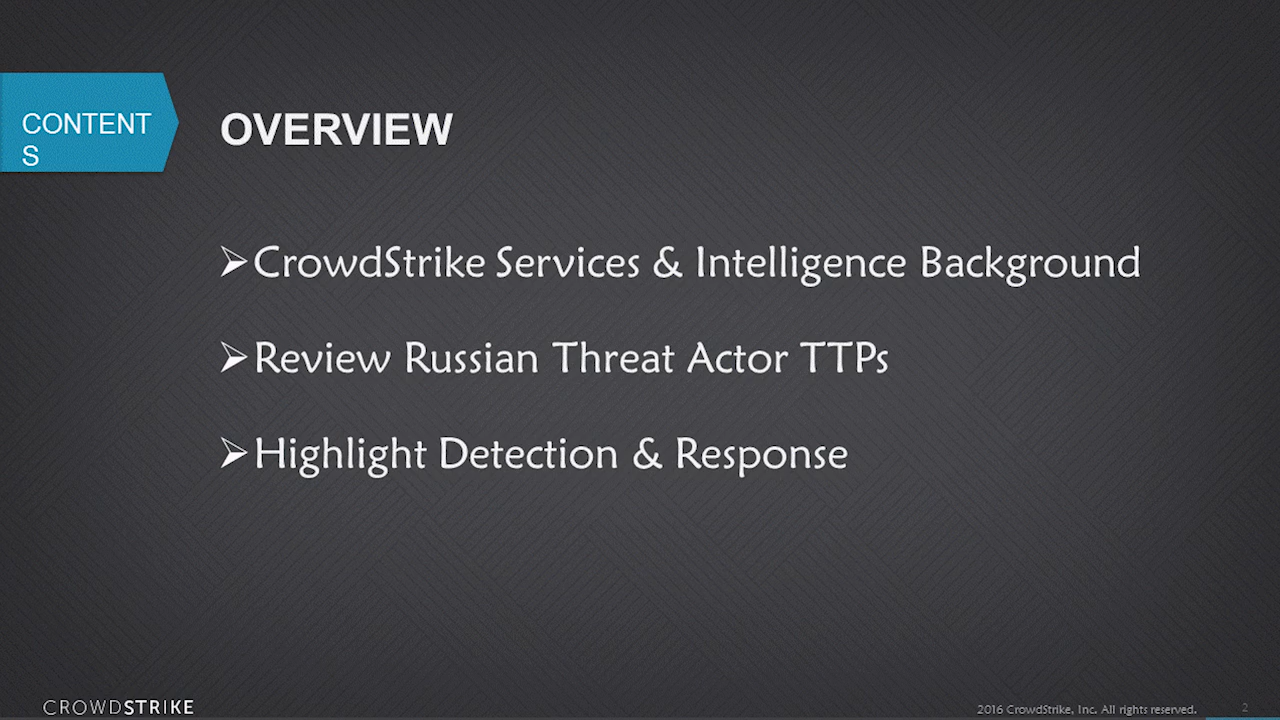 CONTENT
S
OVERVIEW
➢CrowdStrike Services & Intelligence Background
➢Review Russian Threat Actor TTPs
➢Highlight Detection & Response
CROWDSTRIKE
2016 CrowdStrike, Inc. All rights reserved.
2